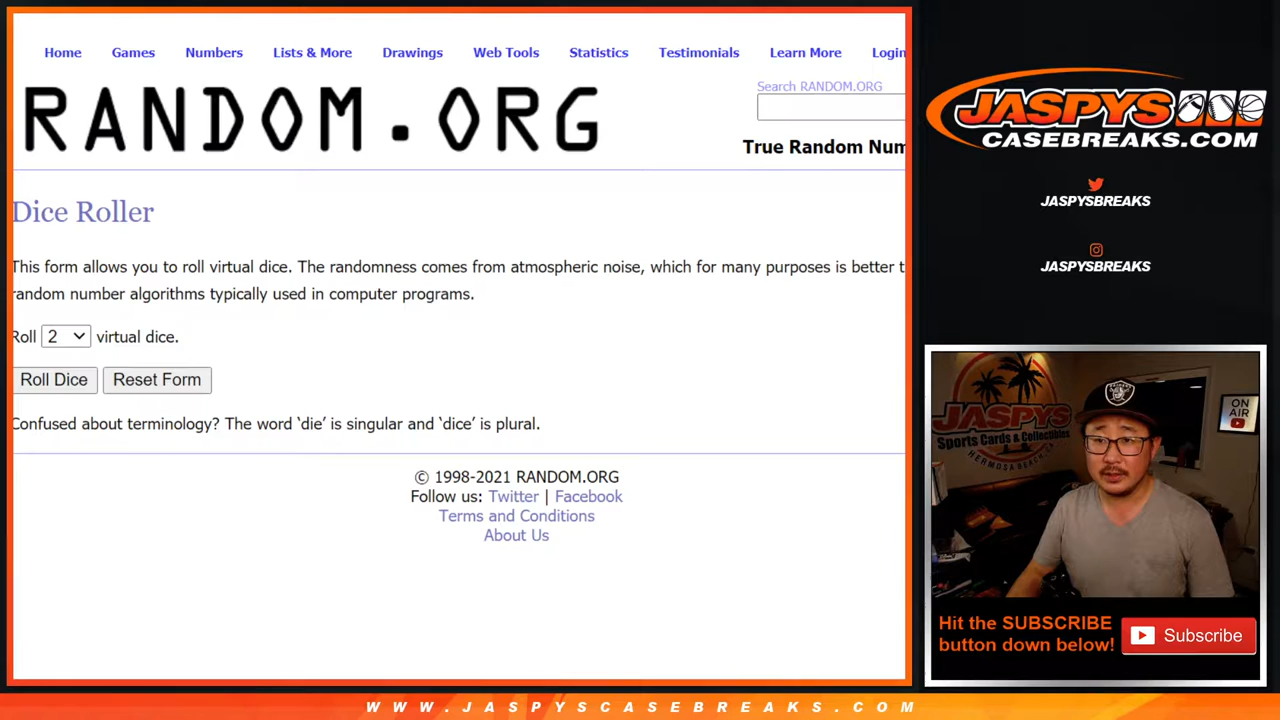 Home Games Numbers Lists & More Drawings Web Tools Statistics Testimonials Learn More Login
RANDOM.ORG
Search RANDOM.ORG
True Random Num
Dice Roller
This form allows you to roll virtual dice. The randomness comes from atmospheric noise, which for many purposes is better t
random number algorithms typically used in computer programs.
Roll 2 virtual dice.
Roll Dice Reset Form
Confused about terminology? The word ‘die’ is singular and ‘dice’ is plural.
© 1998-2021 RANDOM.ORG
Follow us: Twitter | Facebook
Terms and Conditions
About Us
JASPYS
CASEBREAKS.COM
JASPYSBREAKS
JASPYSBREAKS
JASPYS
Sports Cards & Collectibles
HERMOSA BEACH, CA
ON
AIR
RAIDERS
Hit the SUBSCRIBE
button down below!
Subscribe
WWW.JASPYSCASEBREAKS.COM